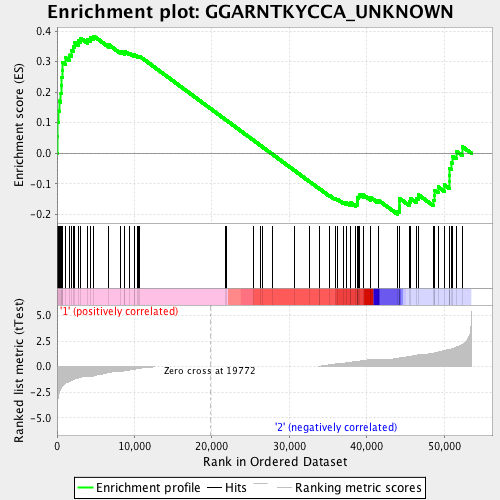 Enrichment plot: GGARNTKYCCA_UNKNOWN
Enrichment score (ES)
0.4
0.3
0.2
0.1
0.0
-0.1
-0.2
'1' (positively correlated)
Ranked list metric (tTest)
5.0
2.5
0.0
-2.5
-5.0
Zero cross at 19772
'2' (negatively correlated)
0 10,000 20,000 30,000 40,000 50,000
Rank in Ordered Dataset
Enrichment profile Hits Ranking metric scores